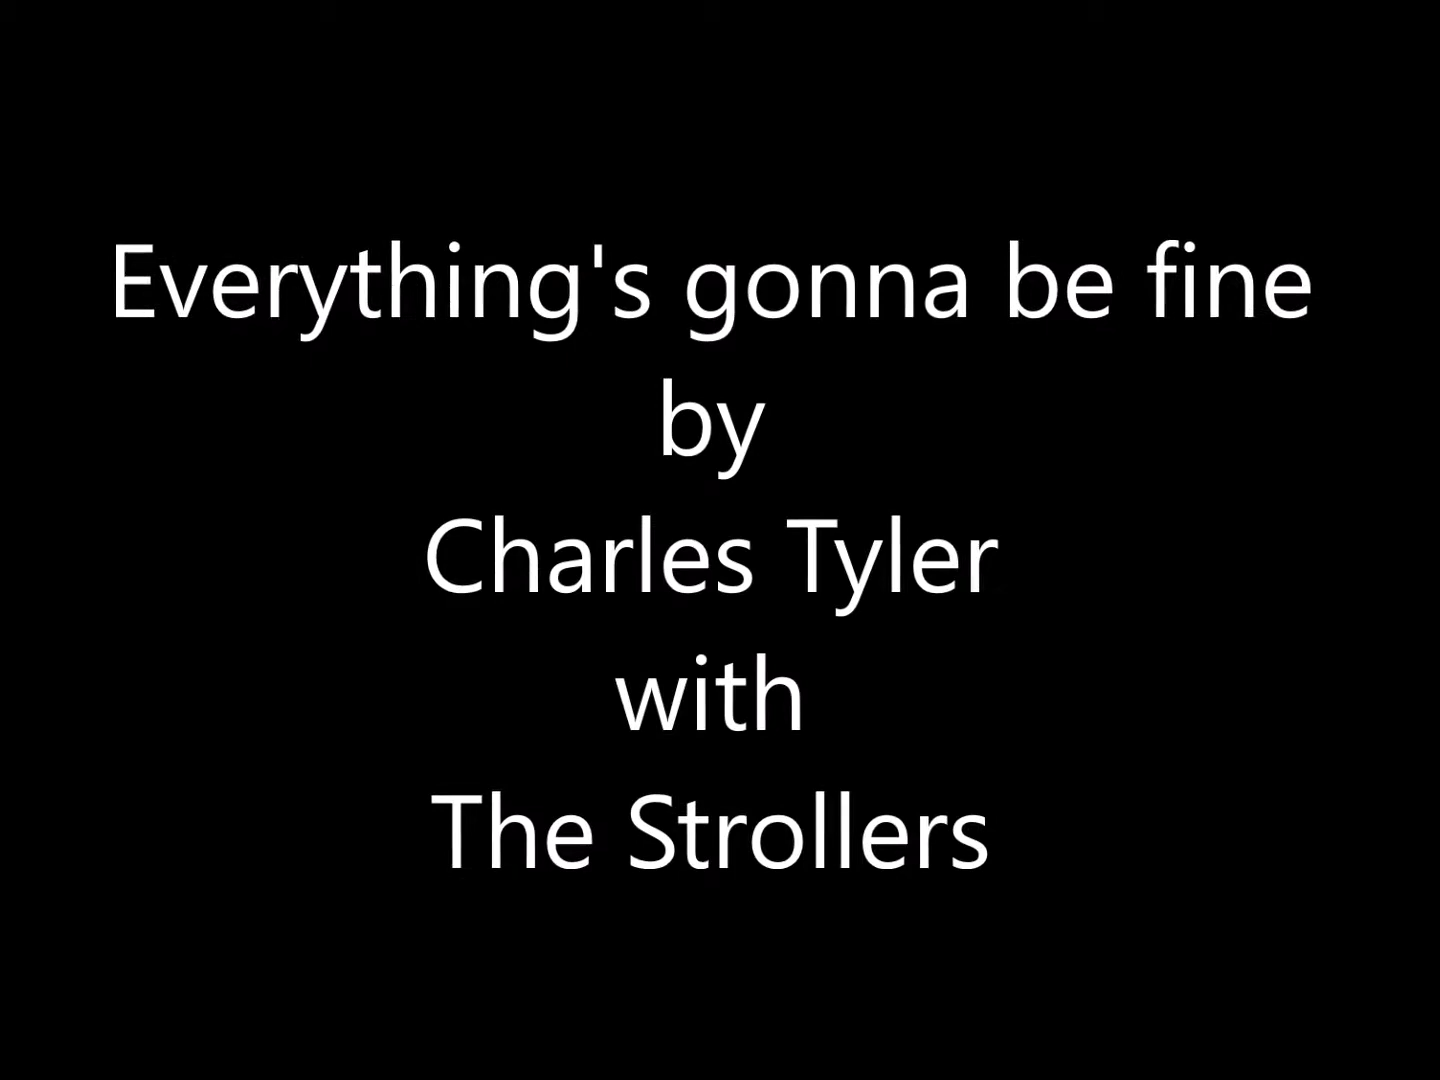 Everything's gonna be fine
by
Charles Tyler
with
The Strollers